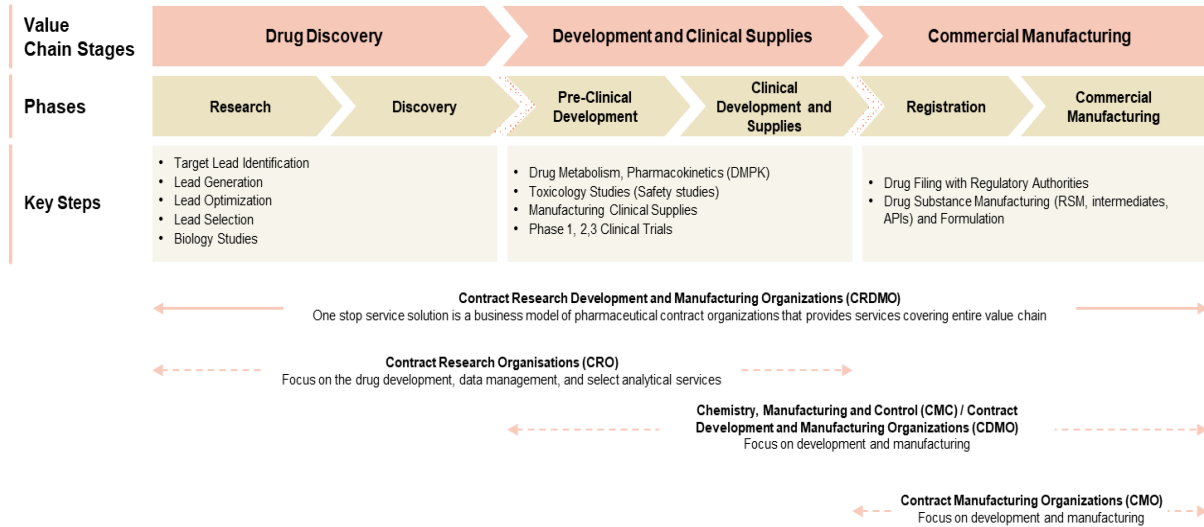 Value
Chain Stages
Drug Discovery
Development and Clinical Supplies
Commercial Manufacturing
Phases
Research
Discovery
Pre-Clinical
Development
Clinical
Development and
Supplies
Registration
Commercial
Manufacturing
Key Steps
• Target Lead Identification
• Lead Generation
• Lead Optimization
• Lead Selection
• Biology Studies
• Drug Metabolism, Pharmacokinetics (DMPK)
• Toxicology Studies (Safety studies)
• Manufacturing Clinical Supplies
• Phase 1, 2,3 Clinical Trials
• Drug Filing with Regulatory Authorities
• Drug Substance Manufacturing (RSM, intermediates,
APIs) and Formulation
Contract Research Development and Manufacturing Organizations (CRDMO)
One stop service solution is a business model of pharmaceutical contract organizations that provides services covering entire value chain
Contract Research Organisations (CRO)
Focus on the drug development, data management, and select analytical services
Chemistry, Manufacturing and Control (CMC) / Contract
Development and Manufacturing Organizations (CDMO)
Focus on development and manufacturing
Contract Manufacturing Organizations (CMO)
Focus on development and manufacturing